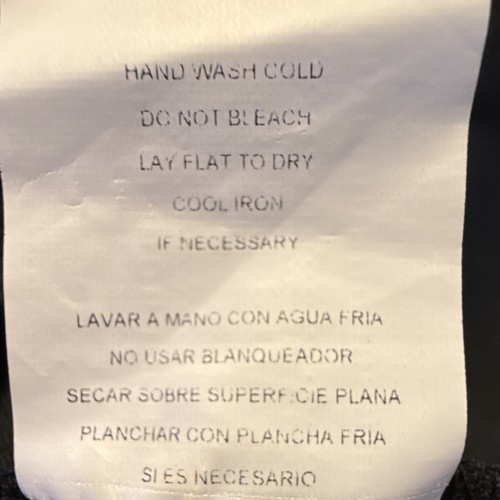 HAND WASH COLD
DO NOT BLEACH
LAY FLAT TO DRY
COOL IRON
IF NECESSARY
LAVAR A MANO CON AGUA FRIA
NO USAR BLANQUEADOR
SECAR SOBRE SUPERFICIE PLANA
PLANCHAR CON PLANCHA FRIA
SI ES NECESARIO